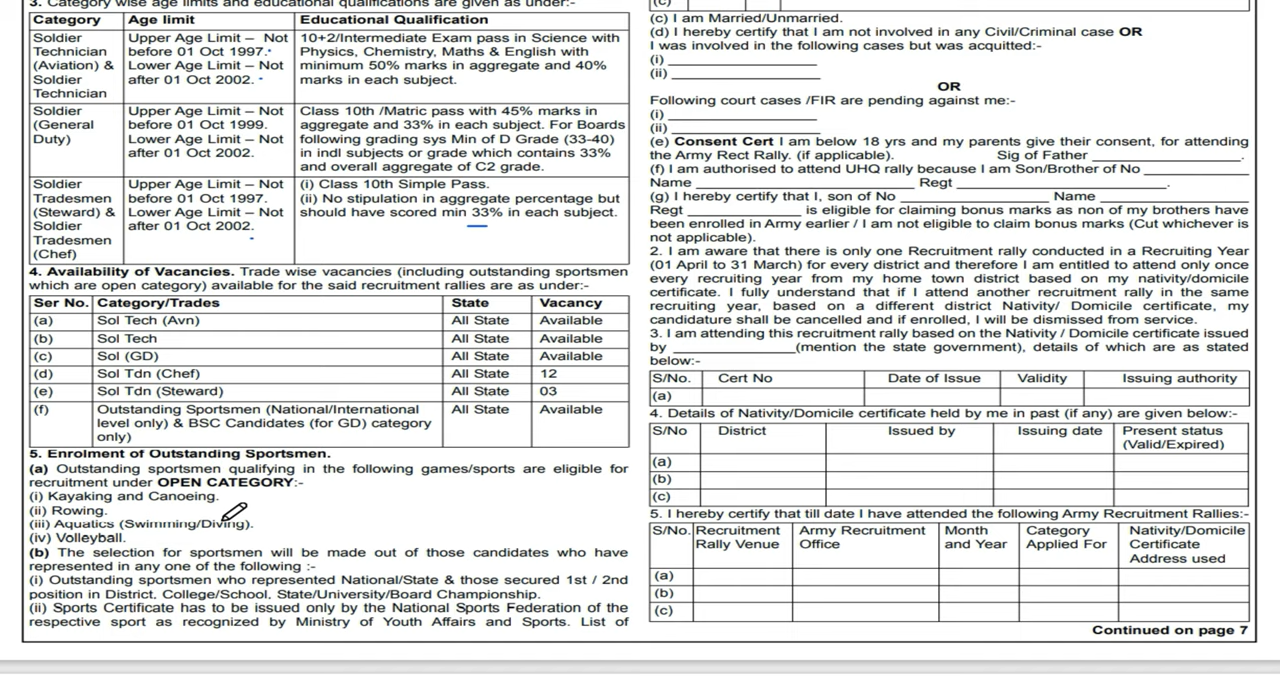 3. Category wise age limits and educational qualifications are given as under:-
Category Age limit Educational Qualification
Soldier Technician (Aviation) & Soldier Technician
Upper Age Limit – Not before 01 Oct 1997.
Lower Age Limit – Not after 01 Oct 2002.
10+2/Intermediate Exam pass in Science with
Physics, Chemistry, Maths & English with
minimum 50% marks in aggregate and 40%
marks in each subject.
Soldier (General Duty)
Upper Age Limit – Not before 01 Oct 1999.
Lower Age Limit – Not after 01 Oct 2002.
Class 10th /Matric pass with 45% marks in
aggregate and 33% in each subject. For Boards
following grading sys Min of D Grade (33-40)
in indl subjects or grade which contains 33%
and overall aggregate of C2 grade.
Soldier Tradesmen (Steward) & Soldier Tradesmen (Chef)
Upper Age Limit – Not before 01 Oct 1997.
Lower Age Limit – Not after 01 Oct 2002.
(i) Class 10th Simple Pass.
(ii) No stipulation in aggregate percentage but
should have scored min 33% in each subject.
4. Availability of Vacancies. Trade wise vacancies (including outstanding sportsmen
which are open category) available for the said recruitment rallies are as under:-
Ser No. Category/Trades State Vacancy
(a) Sol Tech (Avn) All State Available
(b) Sol Tech All State Available
(c) Sol (GD) All State Available
(d) Sol Tdn (Chef) All State 12
(e) Sol Tdn (Steward) All State 03
(f) Outstanding Sportsmen (National/International All State Available
level only) & BSC Candidates (for GD) category
only)
5. Enrolment of Outstanding Sportsmen.
(a) Outstanding sportsmen qualifying in the following games/sports are eligible for
recruitment under OPEN CATEGORY:-
(i) Kayaking and Canoeing.
(ii) Rowing.
(iii) Aquatics (Swimming/Diving).
(iv) Volleyball.
(b) The selection for sportsmen will be made out of those candidates who have
represented in any one of the following :-
(i) Outstanding sportsmen who represented National/State & those secured 1st / 2nd
position in District, College/School, State/University/Board Championship.
(ii) Sports Certificate has to be issued only by the National Sports Federation of the
respective sport as recognized by Ministry of Youth Affairs and Sports. List of
(c)
(c) I am Married/Unmarried.
(d) I hereby certify that I am not involved in any Civil/Criminal case OR
I was involved in the following cases but was acquitted:-
(i) ____________________
(ii) ____________________
OR
Following court cases /FIR are pending against me:-
(i) ____________________
(ii) ____________________
(e) Consent Cert I am below 18 yrs and my parents give their consent, for attending
the Army Rect Rally. (if applicable). Sig of Father ____________________.
(f) I am authorised to attend UHQ rally because I am Son/Brother of No ______________
Name ____________________________ Regt ___________________________.
(g) I hereby certify that I, son of No ____________________ Name ____________________
Regt _______________ is eligible for claiming bonus marks as non of my brothers have
been enrolled in Army earlier / I am not eligible to claim bonus marks (Cut whichever is
not applicable).
2. I am aware that there is only one Recruitment rally conducted in a Recruiting Year
(01 April to 31 March) for every district and therefore I am entitled to attend only once
every recruiting year from my home town district based on my nativity/domicile
certificate. I fully understand that if I attend another recruitment rally in the same
recruiting year, based on a different district Nativity/ Domicile certificate, my
candidature shall be cancelled and if enrolled, I will be dismissed from service.
3. I am attending this recruitment rally based on the Nativity / Domicile certificate issued
by ________________(mention the state government), details of which are as stated
below:-
S/No. Cert No Date of Issue Validity Issuing authority
(a)
4. Details of Nativity/Domicile certificate held by me in past (if any) are given below:-
S/No District Issued by Issuing date Present status
(Valid/Expired)
(a)
(b)
(c)
5. I hereby certify that till date I have attended the following Army Recruitment Rallies:-
S/No. Recruitment Army Recruitment Month Category Nativity/Domicile
Rally Venue Office and Year Applied For Certificate
Address used
(a)
(b)
(c)
Continued on page 7